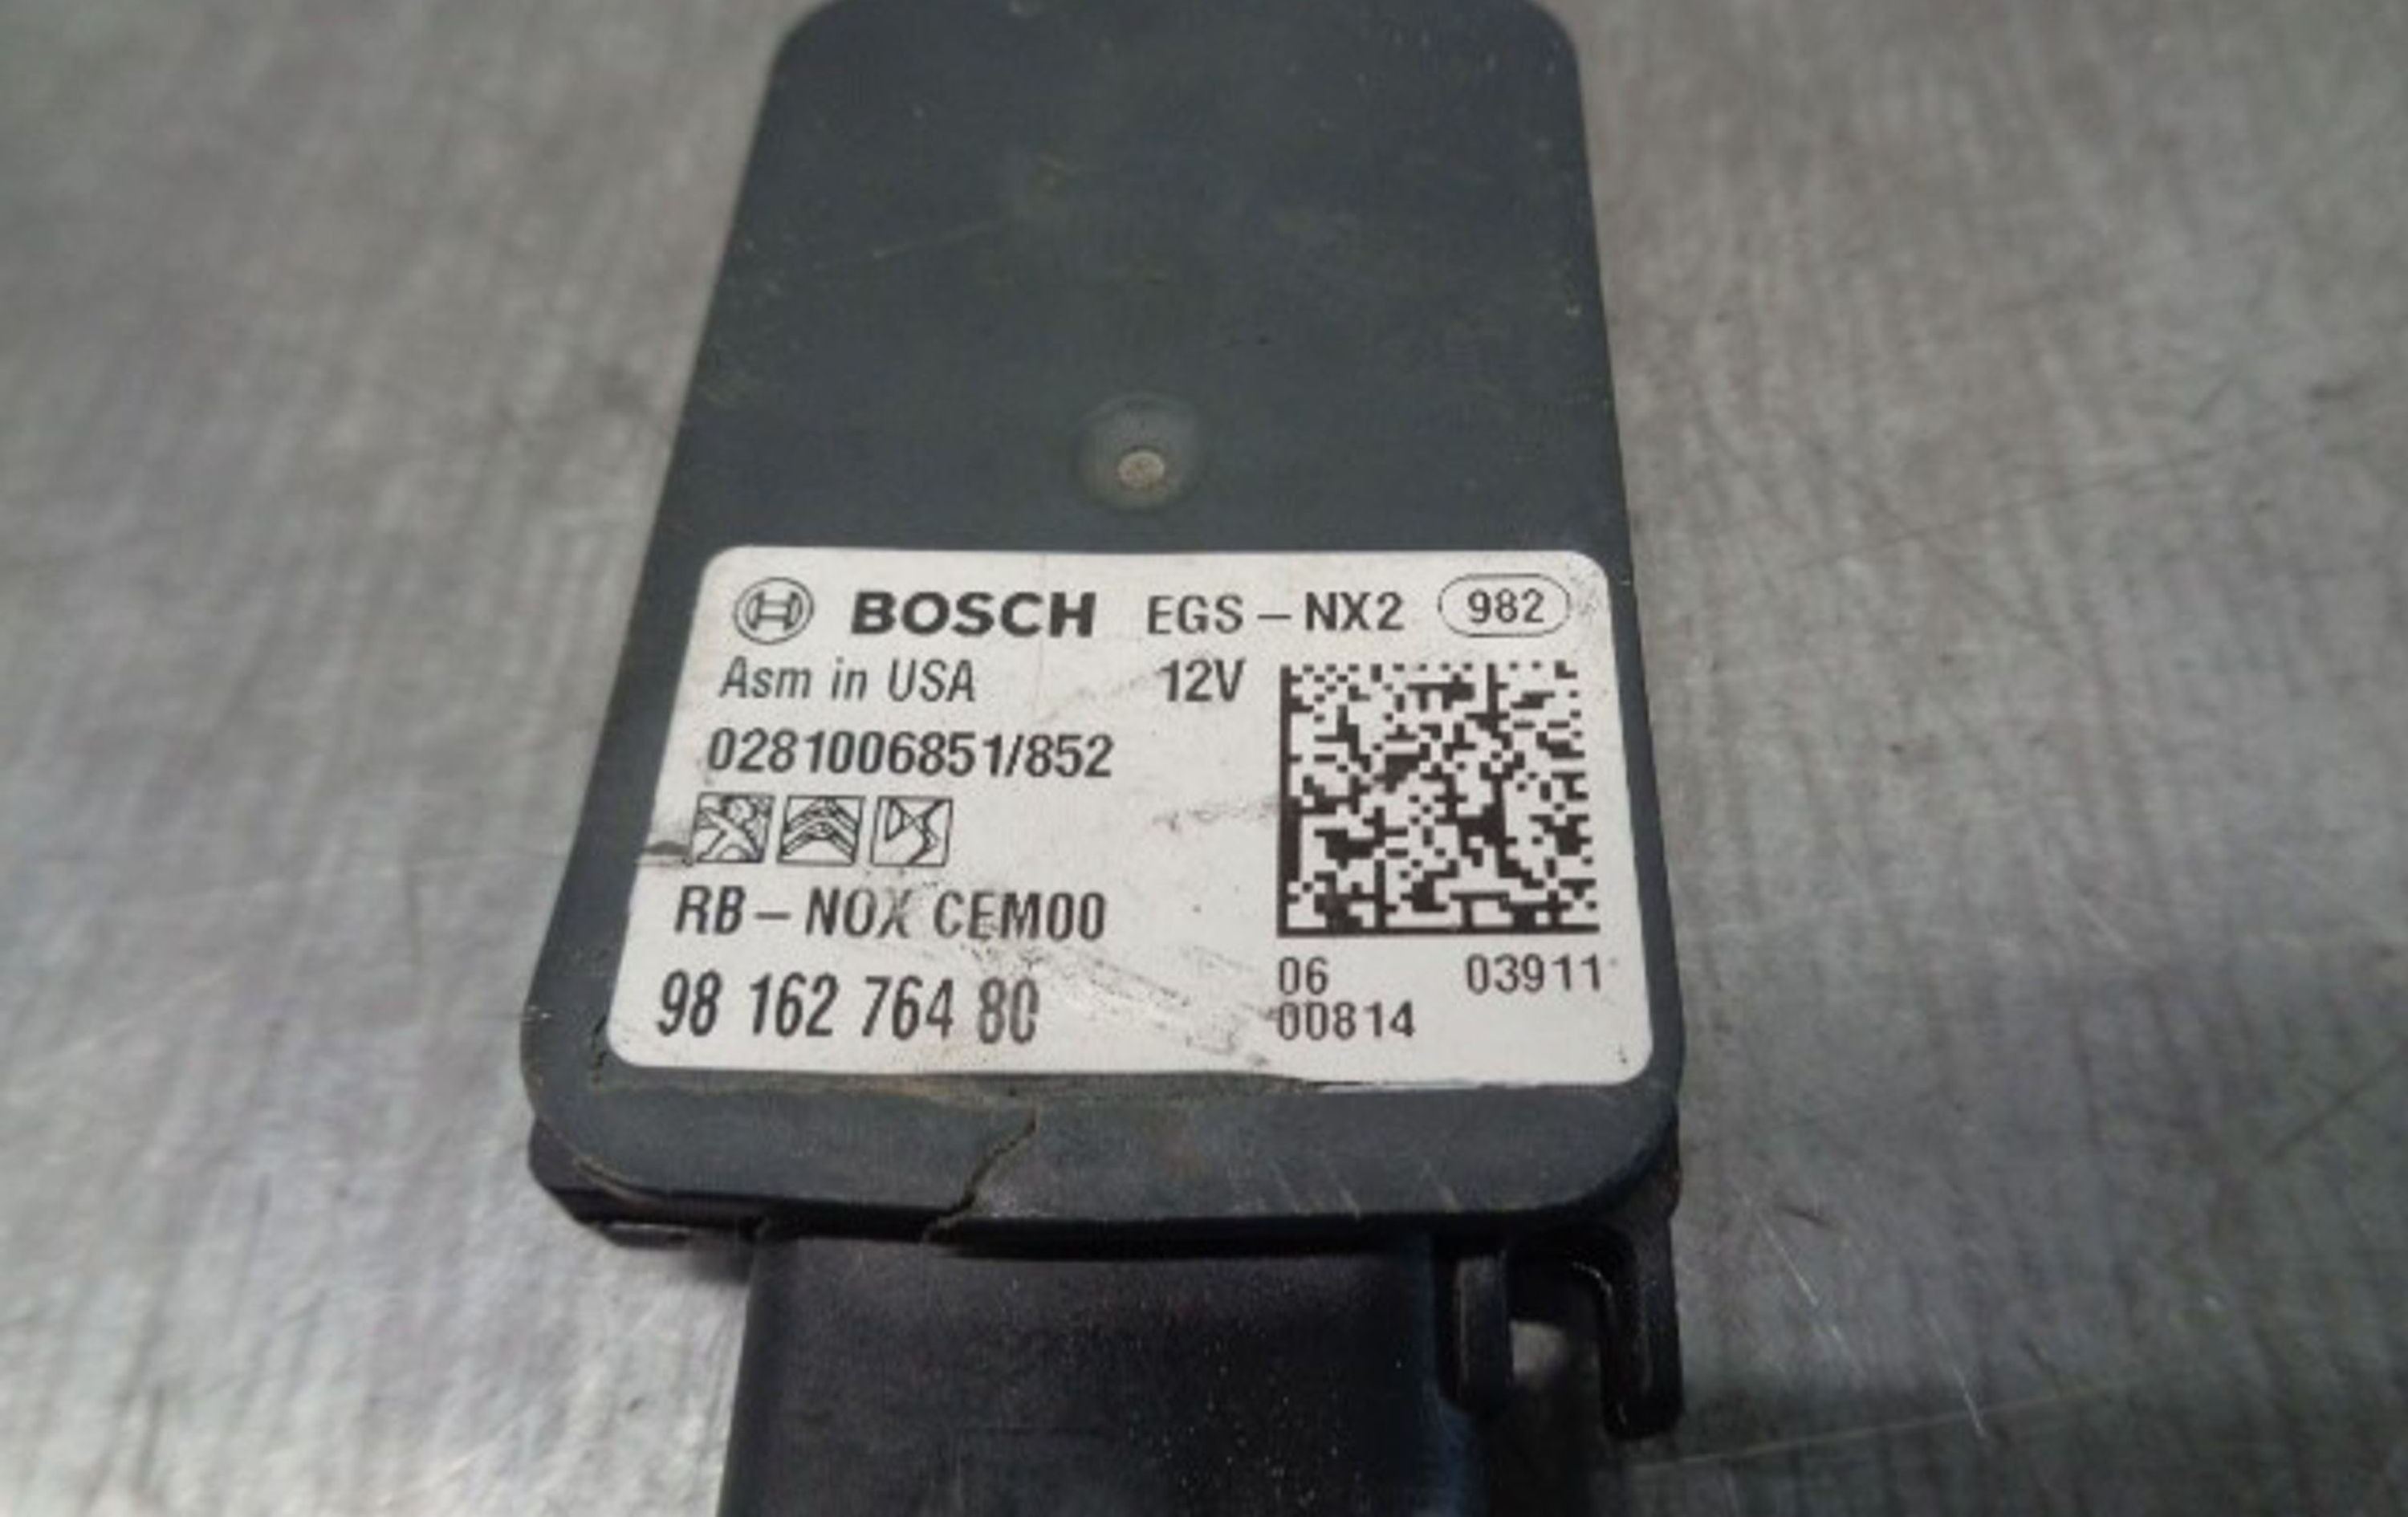 BOSCH EGS – NX2 982
Asm in USA 12V
0281006851/852
RB – NOX CEM00
98 162 764 80
06 03911
00814